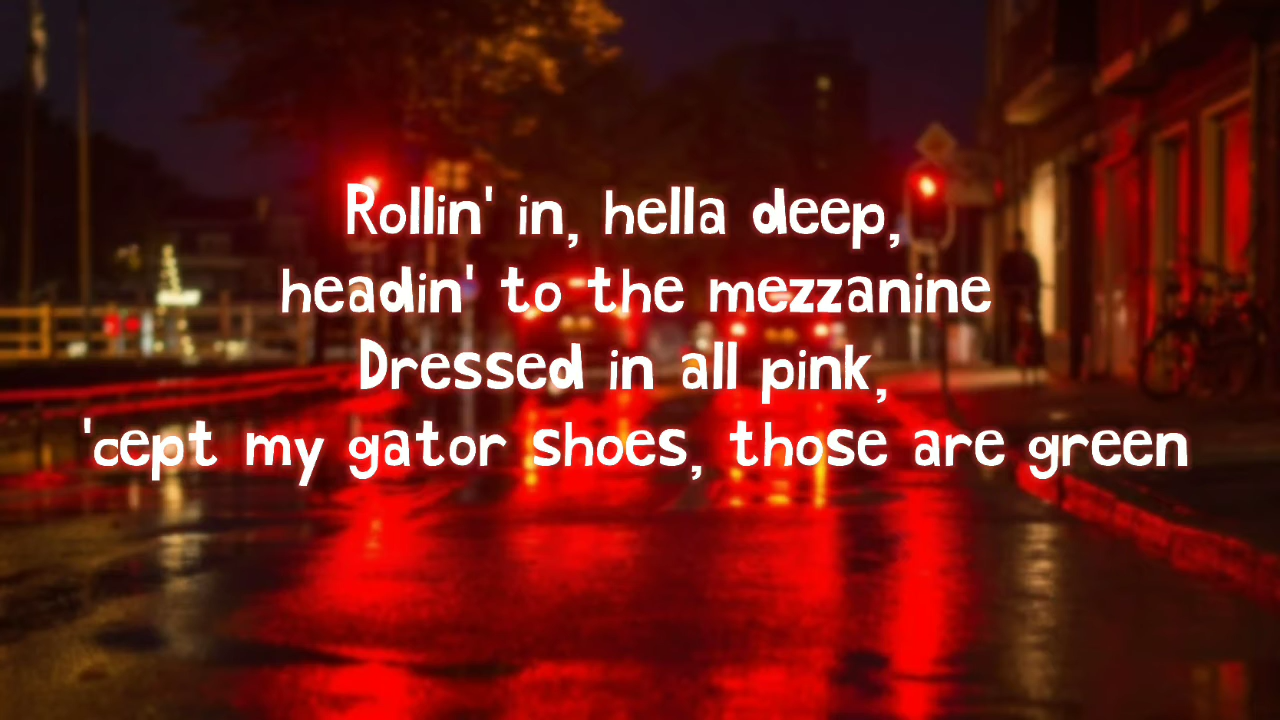 Rollin' in, hella deep,
headin' to the mezzanine
Dressed in all pink,
'cept my gator shoes, those are green